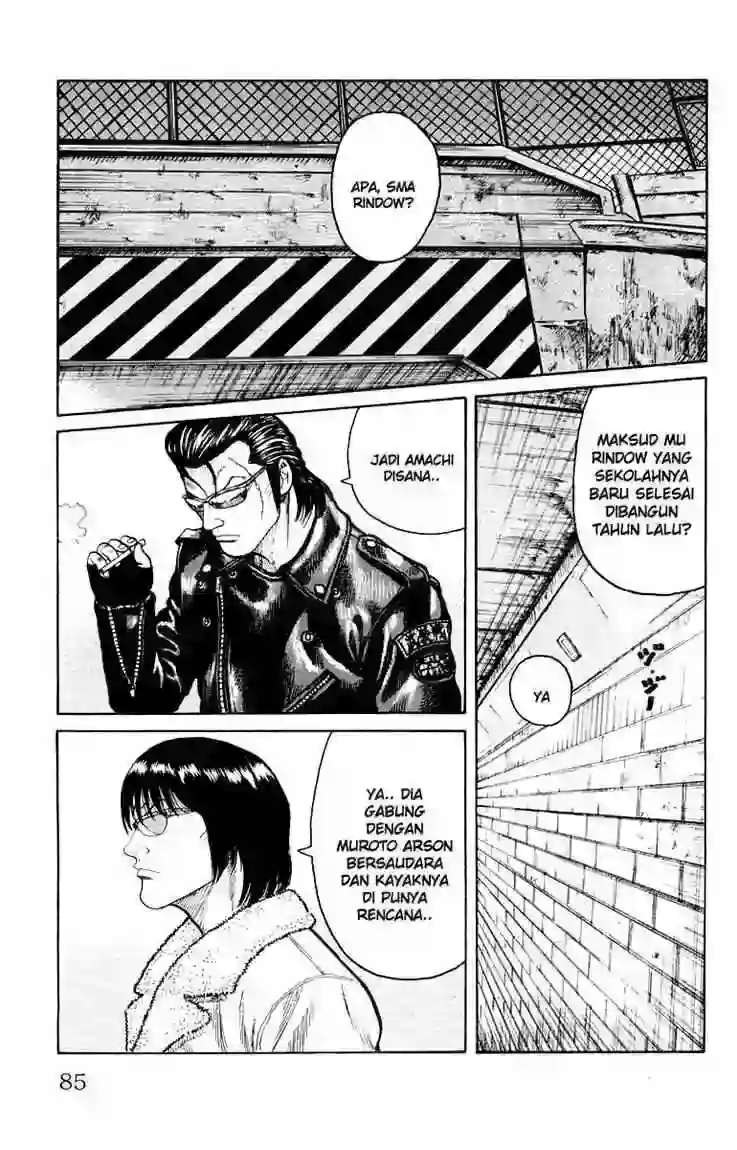 APA, SMA
RINDOW?
MAKSUD MU
RINDOW YANG
SEKOLAHNYA
BARU SELESAI
DIBANGUN
TAHUN LALU?
YA
JADI AMACHI
DISANA..
YA.. DIA
GABUNG
DENGAN
MUROTO ARSON
BERSAUDARA
DAN KAYAKNYA
DI PUNYA
RENCANA..
85